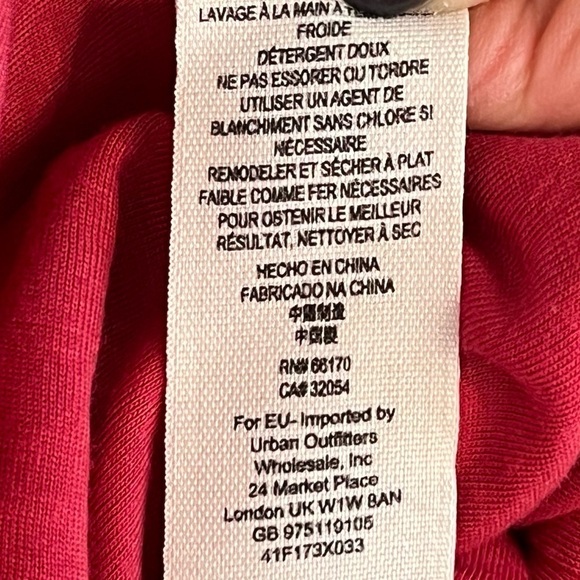 LAVAGE À LA MAIN À
FROIDE
DÉTERGENT DOUX
NE PAS ESSORER OU TORDRE
UTILISER UN AGENT DE
BLANCHIMENT SANS CHLORE SI
NÉCESSAIRE
REMODELER ET SÉCHER À PLAT
FAIBLE COMME FER NÉCESSAIRES
POUR OBTENIR LE MEILLEUR
RÉSULTAT, NETTOYER À SEC
HECHO EN CHINA
FABRICADO NA CHINA
中國製造
中国製
RN# 66170
CA# 32054
For EU- Imported by
Urban Outfitters
Wholesale, Inc
24 Market Place
London UK W1W 8AN
GB 975119105
41F173X033